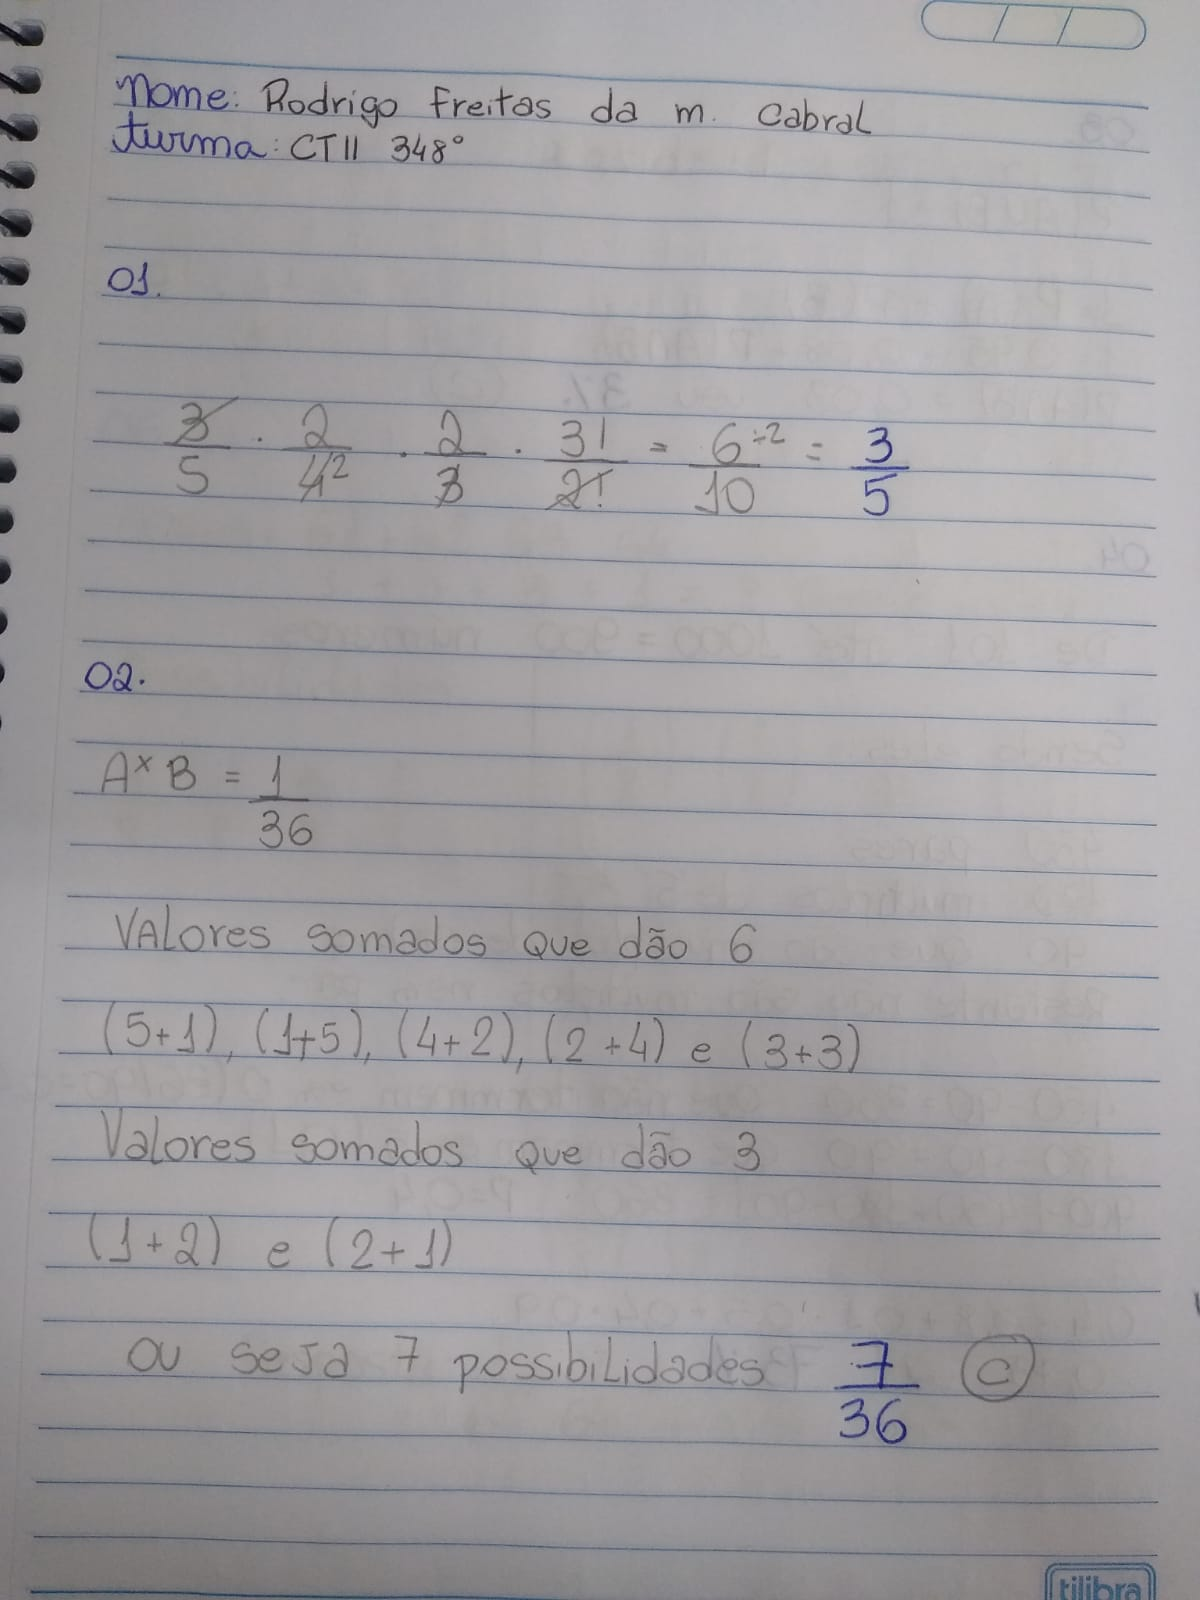 Nome: Rodrigo Freitas da m. Cabral
turma: CTII 348°
01.
3/5 . 2/4² . 2/3 . 3!/2! = 6÷2/10 = 3/5
02.
A×B = 1/36
VALores somados que dão 6
(5+1), (1+5), (4+2), (2+4) e (3+3)
Valores somados que dão 3
(1+2) e (2+1)
ou seja 7 possibilidades 7/36 C
tilibra